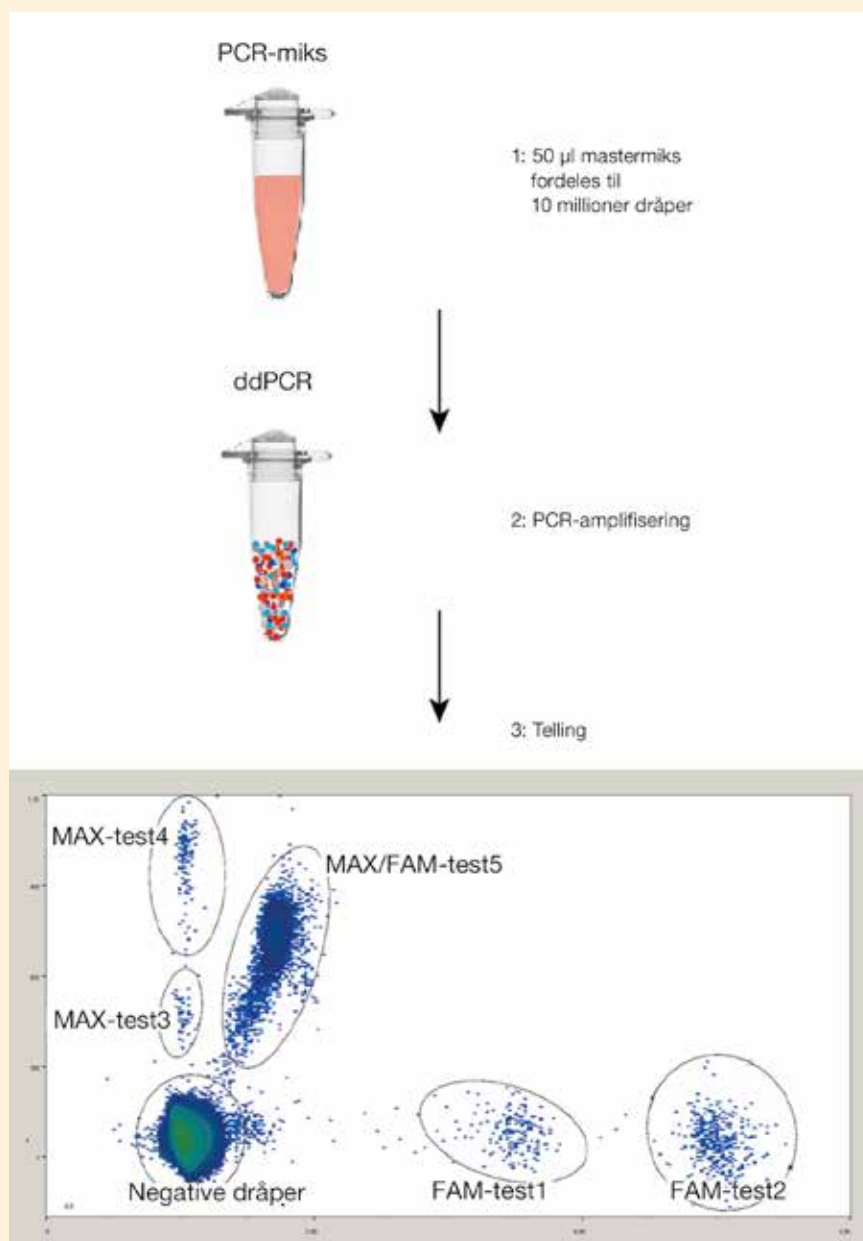 PCR-miks
1: 50 µl mastermiks
fordeles til
10 millioner dråper
ddPCR
2: PCR-amplifisering
3: Telling
MAX-test4
MAX/FAM-test5
MAX-test3
Negative dråper
FAM-test1
FAM-test2